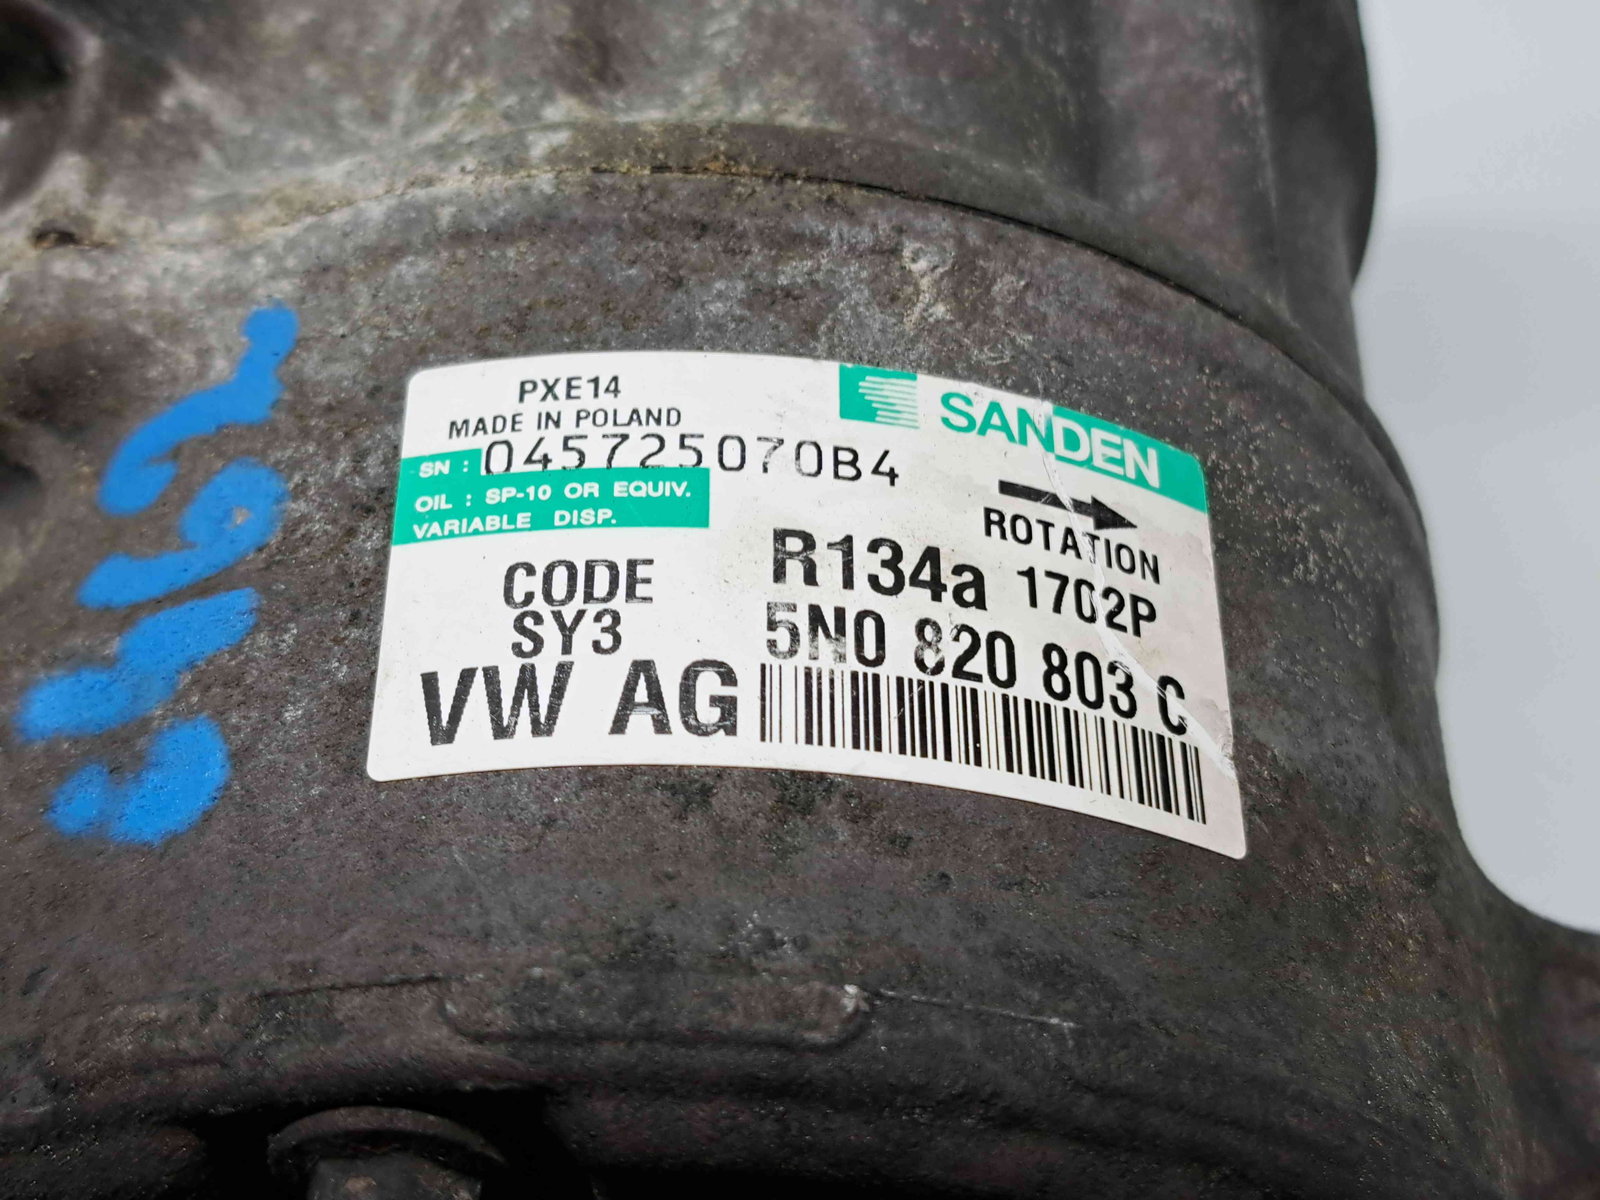 PXE14
MADE IN POLAND
SN : 045725070B4
OIL : SP-10 OR EQUIV.
VARIABLE DISP.
SANDEN
ROTATION
CODE
SY3
R134a 1702P
5N0 820 803 C
VW AG